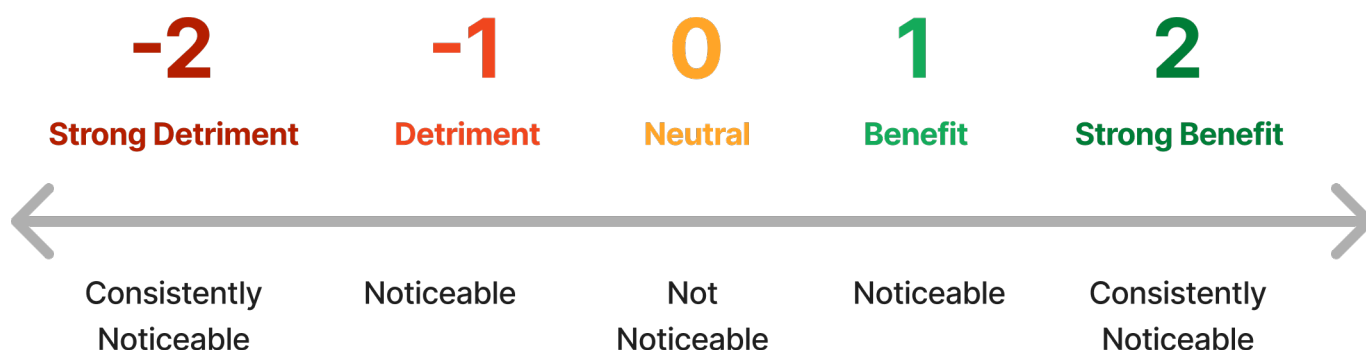 -2 -1 0 1 2
Strong Detriment Detriment Neutral Benefit Strong Benefit
Consistently Noticeable Not Noticeable Consistently
Noticeable Noticeable Noticeable